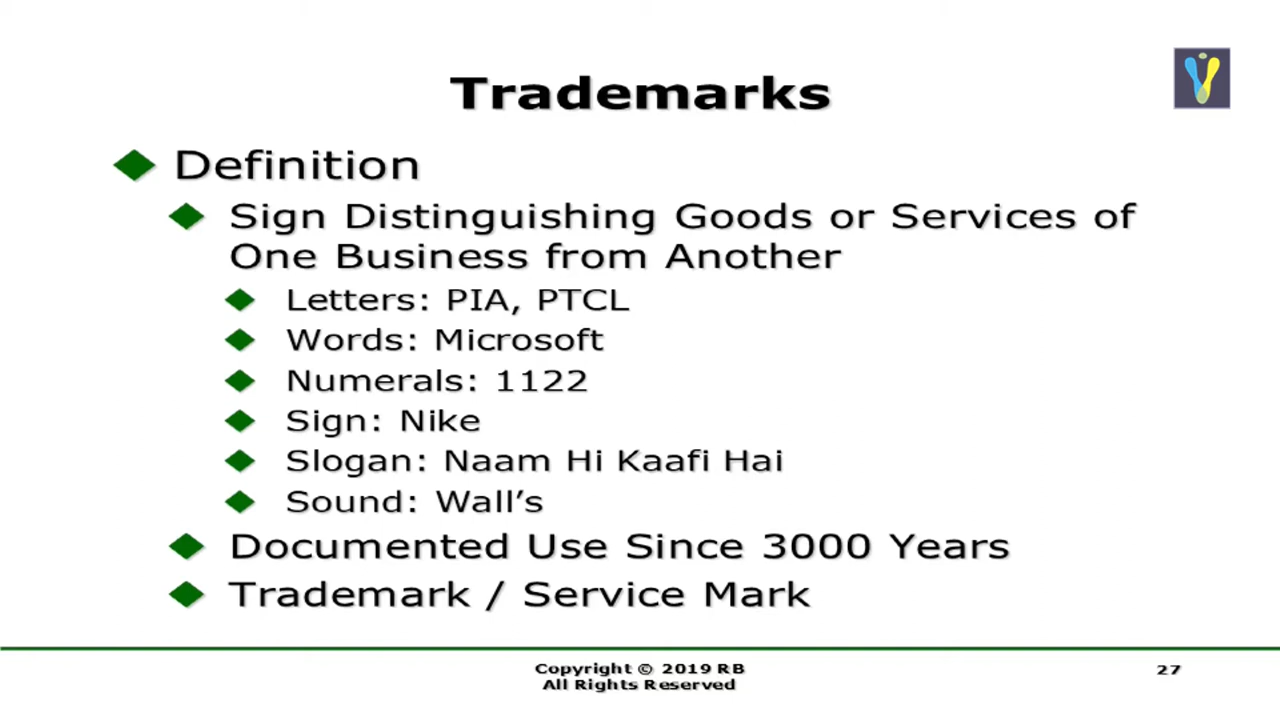 Trademarks
Definition
Sign Distinguishing Goods or Services of
One Business from Another
Letters: PIA, PTCL
Words: Microsoft
Numerals: 1122
Sign: Nike
Slogan: Naam Hi Kaafi Hai
Sound: Wall’s
Documented Use Since 3000 Years
Trademark / Service Mark
Copyright © 2019 RB
All Rights Reserved
27